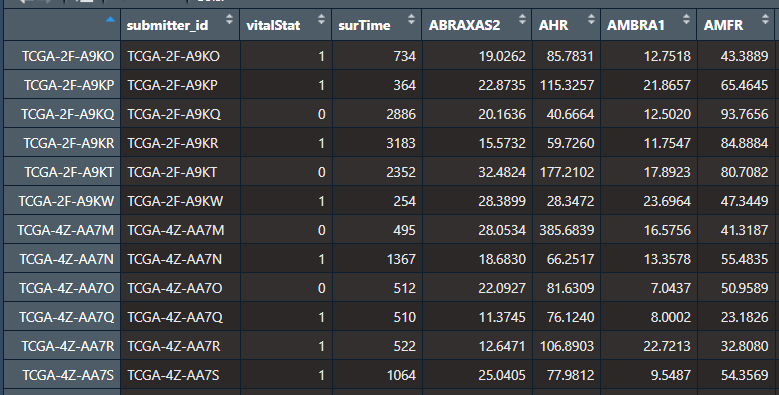 submitter_id vitalStat surTime ABRAXAS2 AHR AMBRA1 AMFR
TCGA-2F-A9KO TCGA-2F-A9KO 1 734 19.0262 85.7831 12.7518 43.3889
TCGA-2F-A9KP TCGA-2F-A9KP 1 364 22.8735 115.3257 21.8657 65.4645
TCGA-2F-A9KQ TCGA-2F-A9KQ 0 2886 20.1636 40.6664 12.5020 93.7656
TCGA-2F-A9KR TCGA-2F-A9KR 1 3183 15.5732 59.7260 11.7547 84.8884
TCGA-2F-A9KT TCGA-2F-A9KT 0 2352 32.4824 177.2102 17.8923 80.7082
TCGA-2F-A9KW TCGA-2F-A9KW 1 254 28.3899 28.3472 23.6964 47.3449
TCGA-4Z-AA7M TCGA-4Z-AA7M 0 495 28.0534 385.6839 16.5756 41.3187
TCGA-4Z-AA7N TCGA-4Z-AA7N 1 1367 18.6830 66.2517 13.3578 55.4835
TCGA-4Z-AA7O TCGA-4Z-AA7O 0 512 22.0927 81.6309 7.0437 50.9589
TCGA-4Z-AA7Q TCGA-4Z-AA7Q 1 510 11.3745 76.1240 8.0002 23.1826
TCGA-4Z-AA7R TCGA-4Z-AA7R 1 522 12.6471 106.8903 22.7213 32.8080
TCGA-4Z-AA7S TCGA-4Z-AA7S 1 1064 25.0405 77.9812 9.5487 54.3569